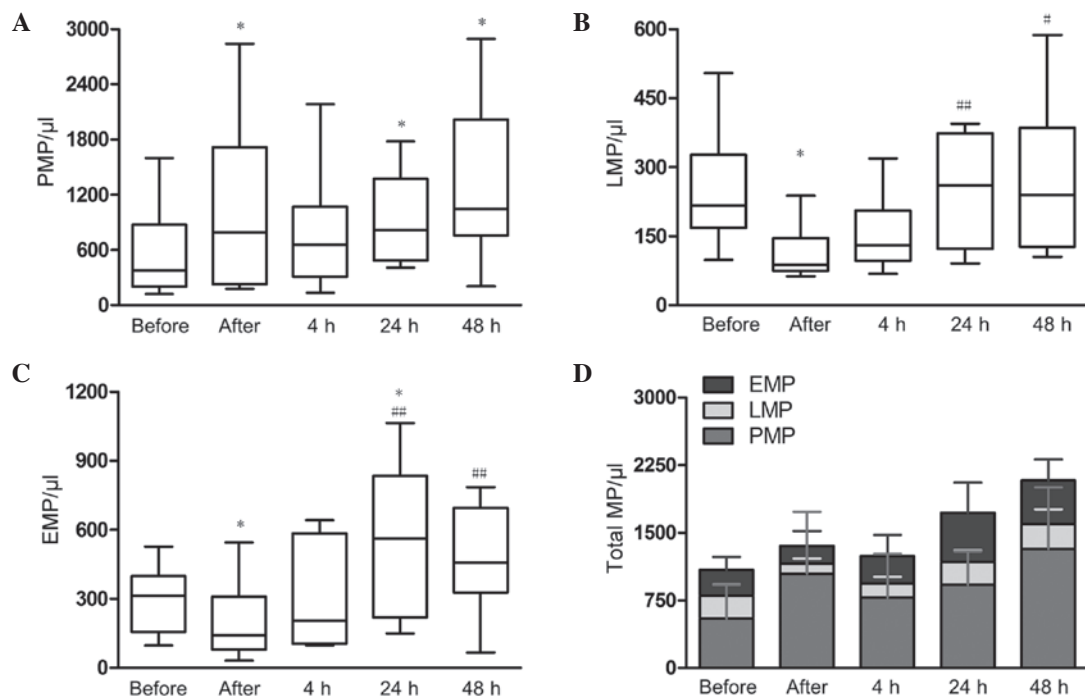 A
PMP/µl
3000
2400
1800
1200
600
0
*
*
*
Before After 4 h 24 h 48 h
B
LMP/µl
600
450
300
150
0
*
##
#
Before After 4 h 24 h 48 h
C
EMP/µl
1200
900
600
300
0
*
*
##
##
Before After 4 h 24 h 48 h
D
EMP
LMP
PMP
Total MP/µl
3000
2250
1500
750
0
Before After 4 h 24 h 48 h